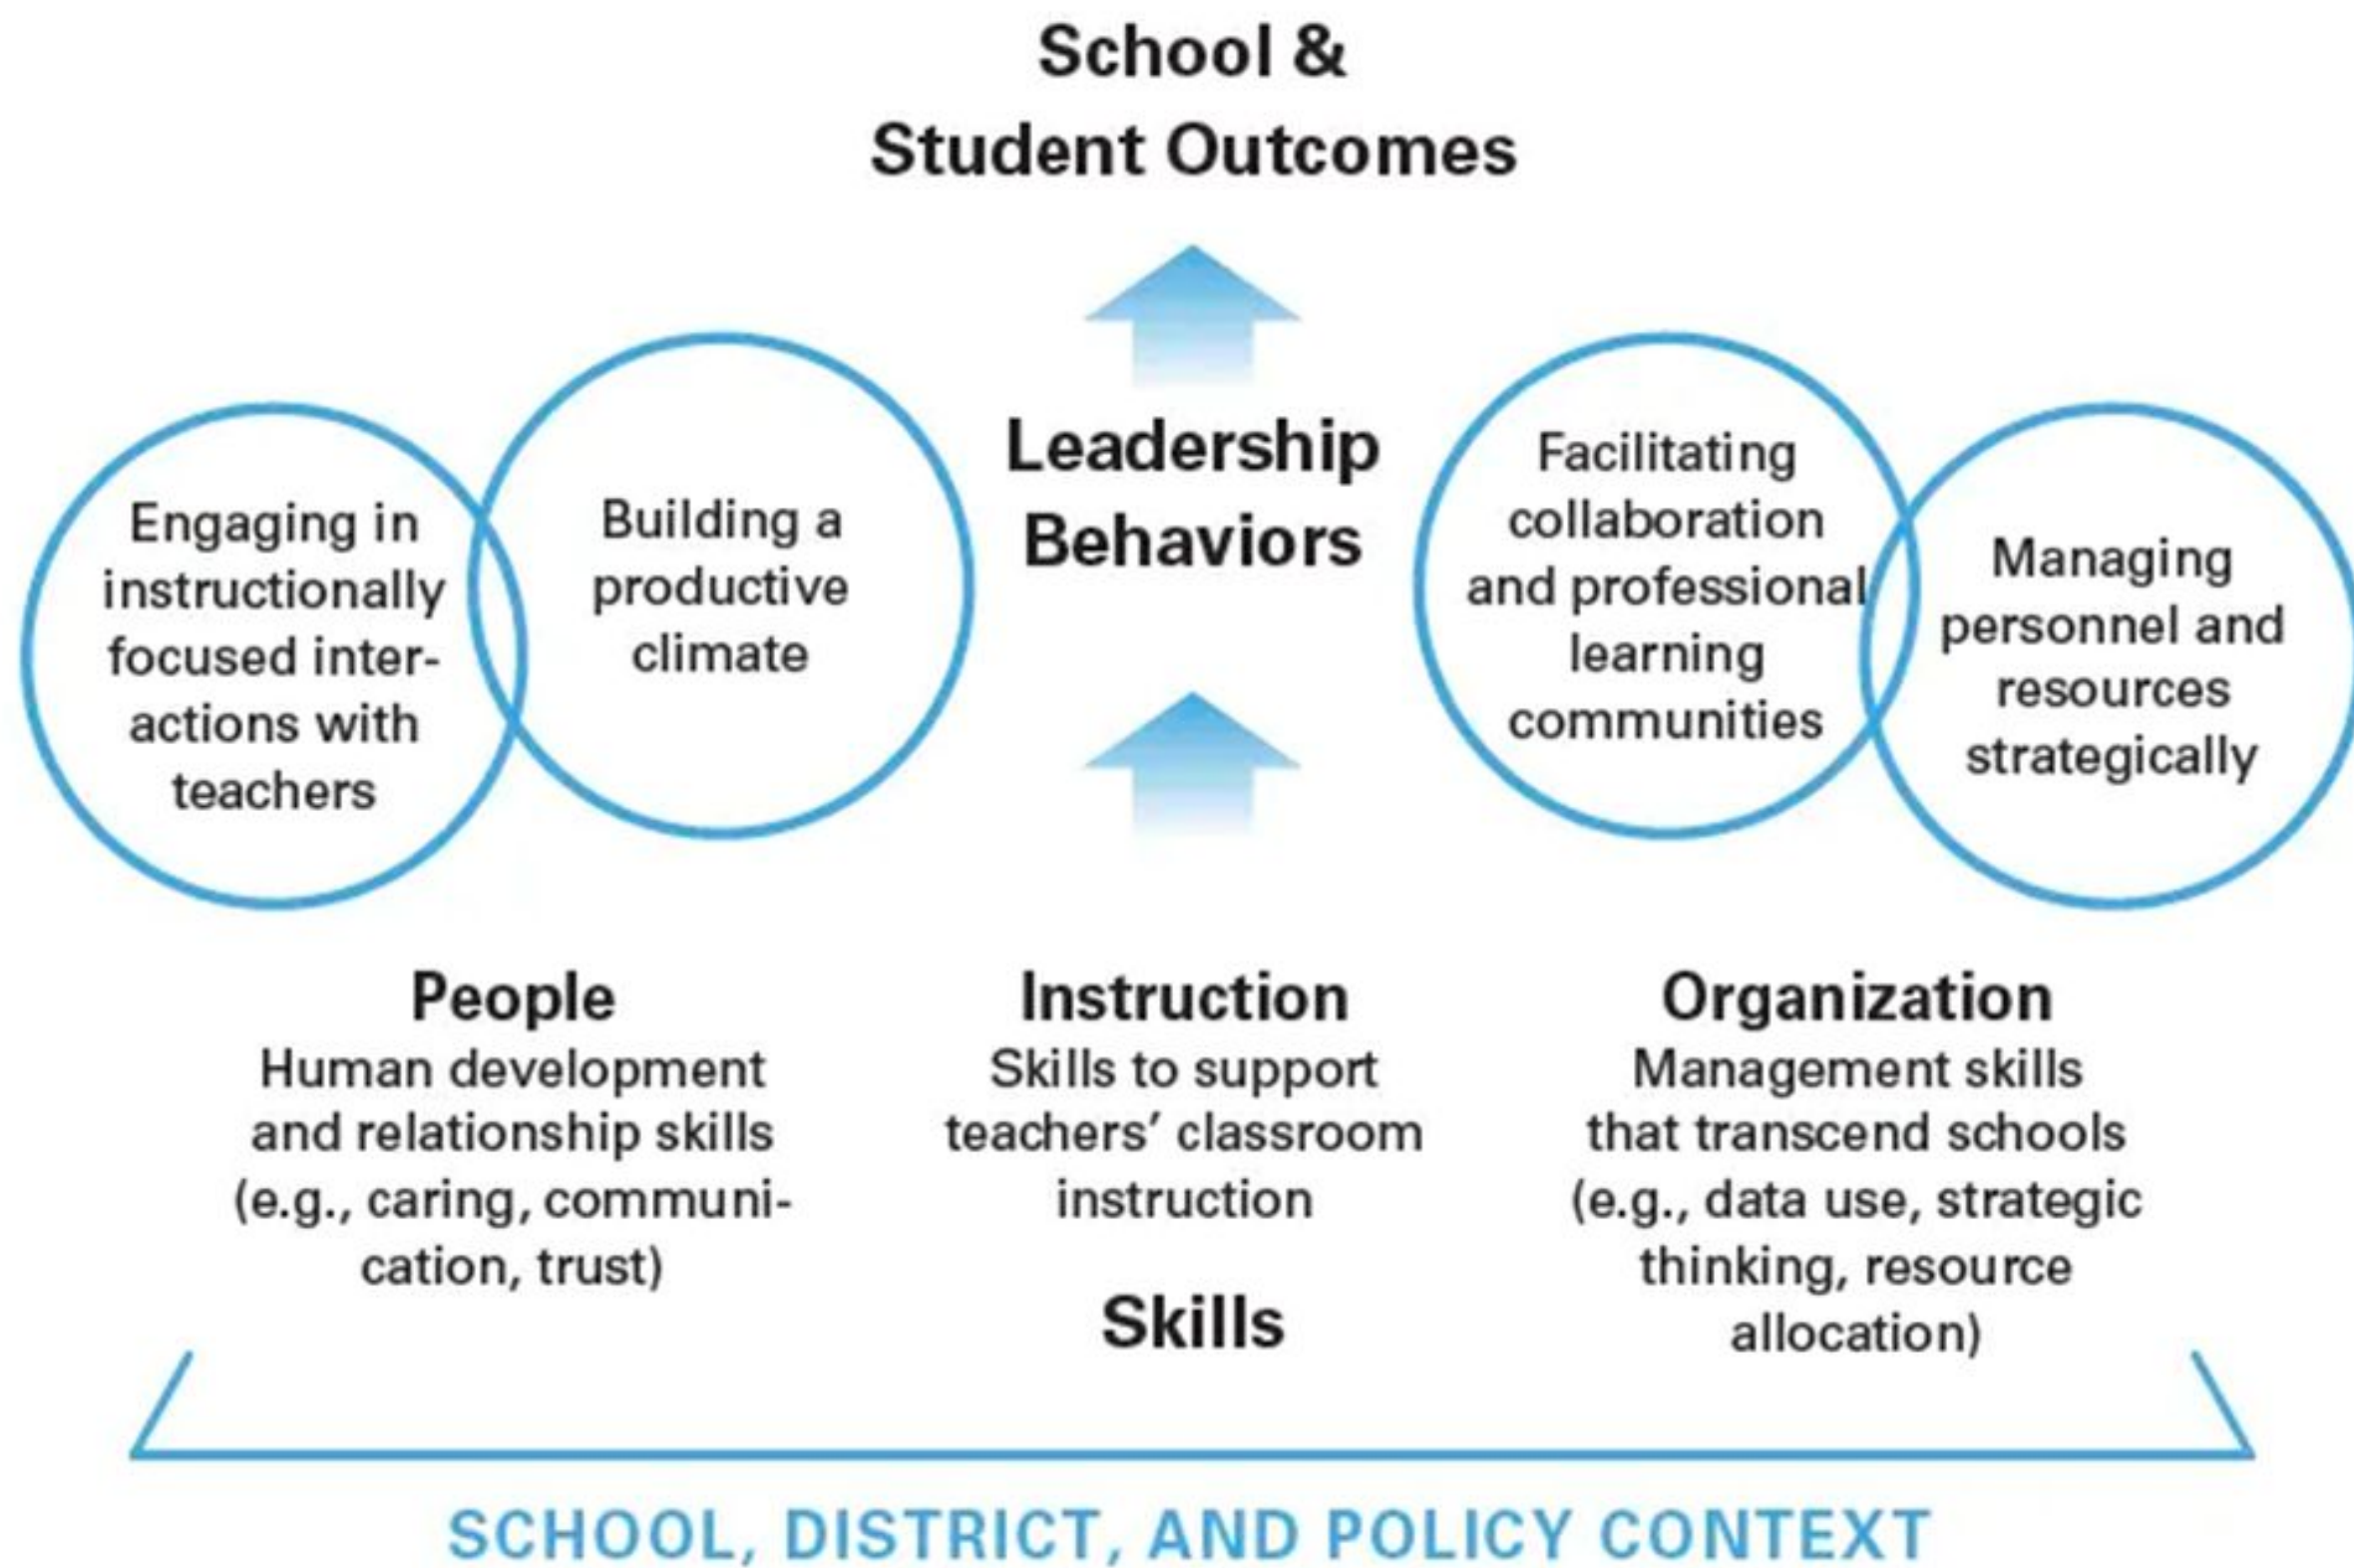 School &
Student Outcomes
Engaging in
instructionally
focused inter-
actions with
teachers
Building a
productive
climate
Leadership
Behaviors
Facilitating
collaboration
and professional
learning
communities
Managing
personnel and
resources
strategically
People
Human development
and relationship skills
(e.g., caring, communi-
cation, trust)
Instruction
Skills to support
teachers’ classroom
instruction
Organization
Management skills
that transcend schools
(e.g., data use, strategic
thinking, resource
allocation)
Skills
SCHOOL, DISTRICT, AND POLICY CONTEXT